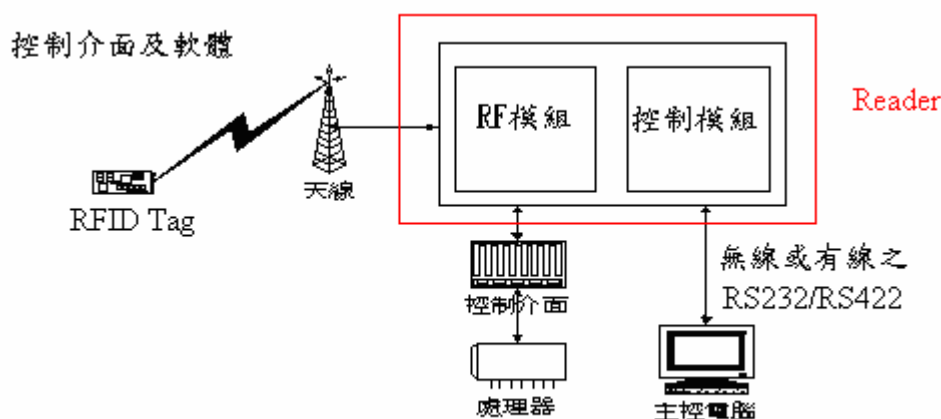 控制介面及軟體
Reader
RF模組
控制模組
天線
RFID Tag
無線或有線之
RS232/RS422
控制介面
處理器
主控電腦